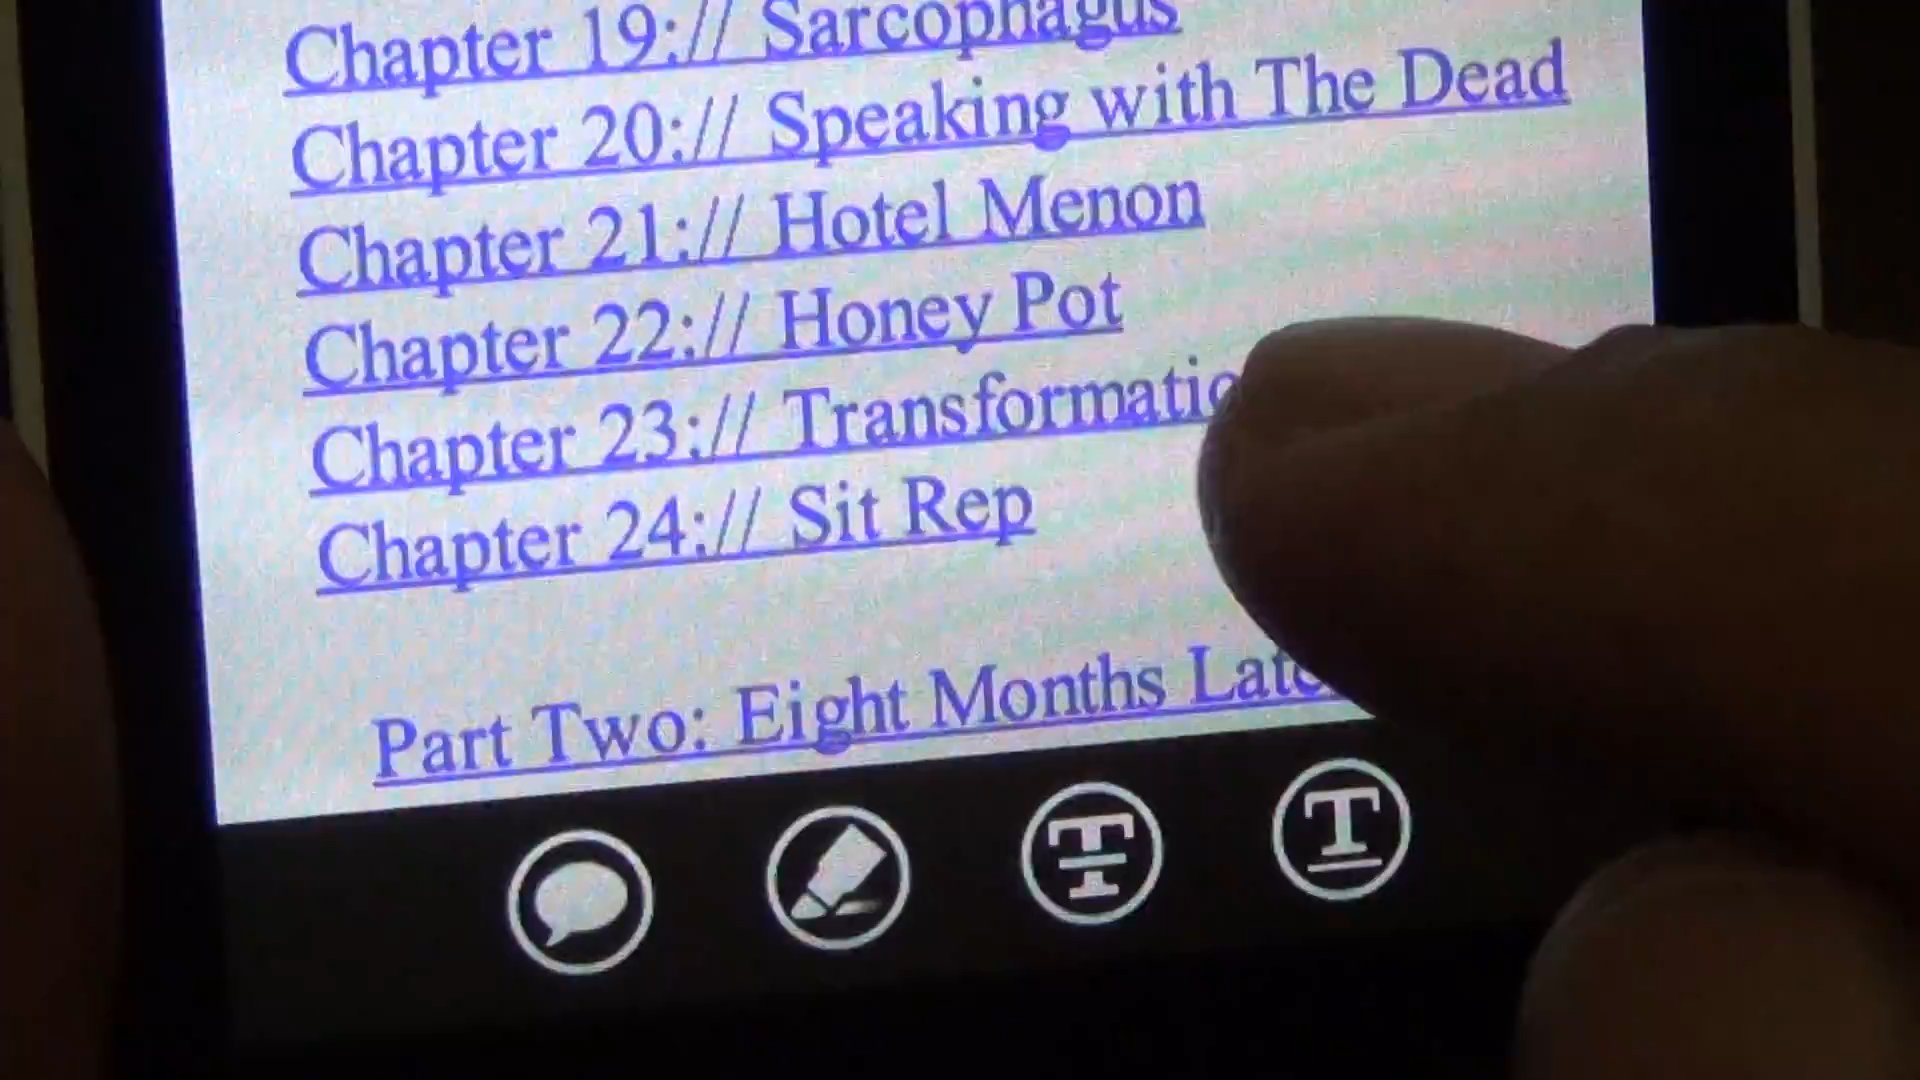 Chapter 19:// Sarcophagus
Chapter 20:// Speaking with The Dead
Chapter 21:// Hotel Menon
Chapter 22:// Honey Pot
Chapter 23:// Transformatio
Chapter 24:// Sit Rep
Part Two: Eight Months Late
T
T